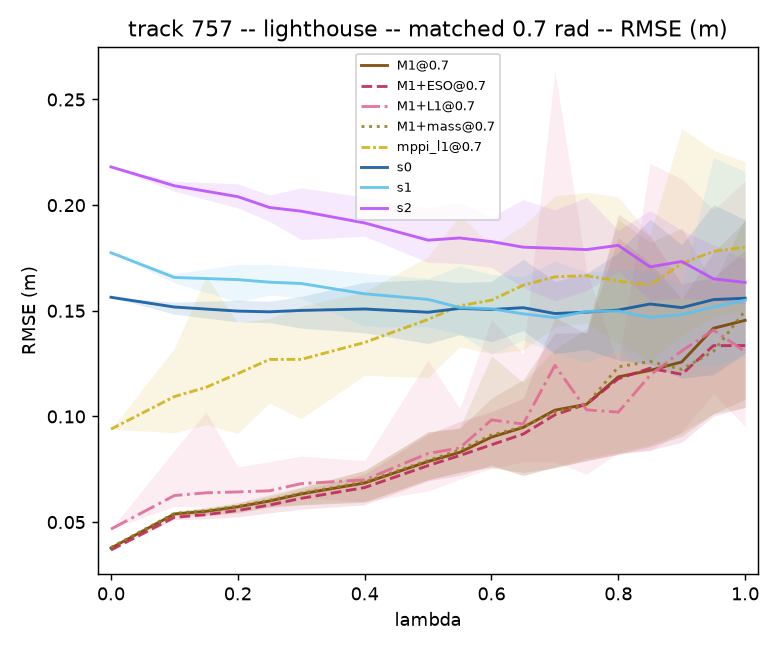 track 757 -- lighthouse -- matched 0.7 rad -- RMSE (m)
M1@0.7
M1+ESO@0.7
M1+L1@0.7
M1+mass@0.7
mppi_l1@0.7
s0
s1
s2
RMSE (m)
0.25
0.20
0.15
0.10
0.05
0.0 0.2 0.4 0.6 0.8 1.0
lambda